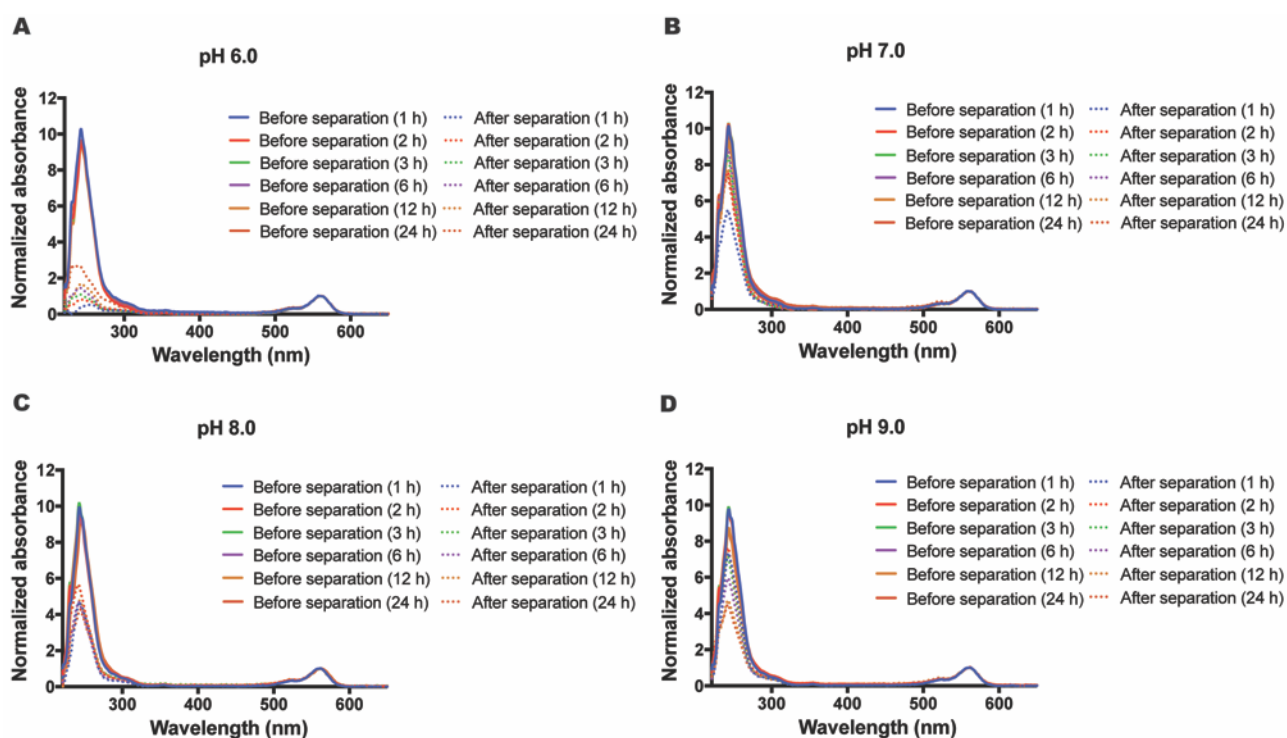 A
pH 6.0
Normalized absorbance
12
10
8
6
4
2
0
300 400 500 600
Wavelength (nm)
Before separation (1 h) After separation (1 h)
Before separation (2 h) After separation (2 h)
Before separation (3 h) After separation (3 h)
Before separation (6 h) After separation (6 h)
Before separation (12 h) After separation (12 h)
Before separation (24 h) After separation (24 h)
B
pH 7.0
Normalized absorbance
12
10
8
6
4
2
0
300 400 500 600
Wavelength (nm)
Before separation (1 h) After separation (1 h)
Before separation (2 h) After separation (2 h)
Before separation (3 h) After separation (3 h)
Before separation (6 h) After separation (6 h)
Before separation (12 h) After separation (12 h)
Before separation (24 h) After separation (24 h)
C
pH 8.0
Normalized absorbance
12
10
8
6
4
2
0
300 400 500 600
Wavelength (nm)
Before separation (1 h) After separation (1 h)
Before separation (2 h) After separation (2 h)
Before separation (3 h) After separation (3 h)
Before separation (6 h) After separation (6 h)
Before separation (12 h) After separation (12 h)
Before separation (24 h) After separation (24 h)
D
pH 9.0
Normalized absorbance
12
10
8
6
4
2
0
300 400 500 600
Wavelength (nm)
Before separation (1 h) After separation (1 h)
Before separation (2 h) After separation (2 h)
Before separation (3 h) After separation (3 h)
Before separation (6 h) After separation (6 h)
Before separation (12 h) After separation (12 h)
Before separation (24 h) After separation (24 h)